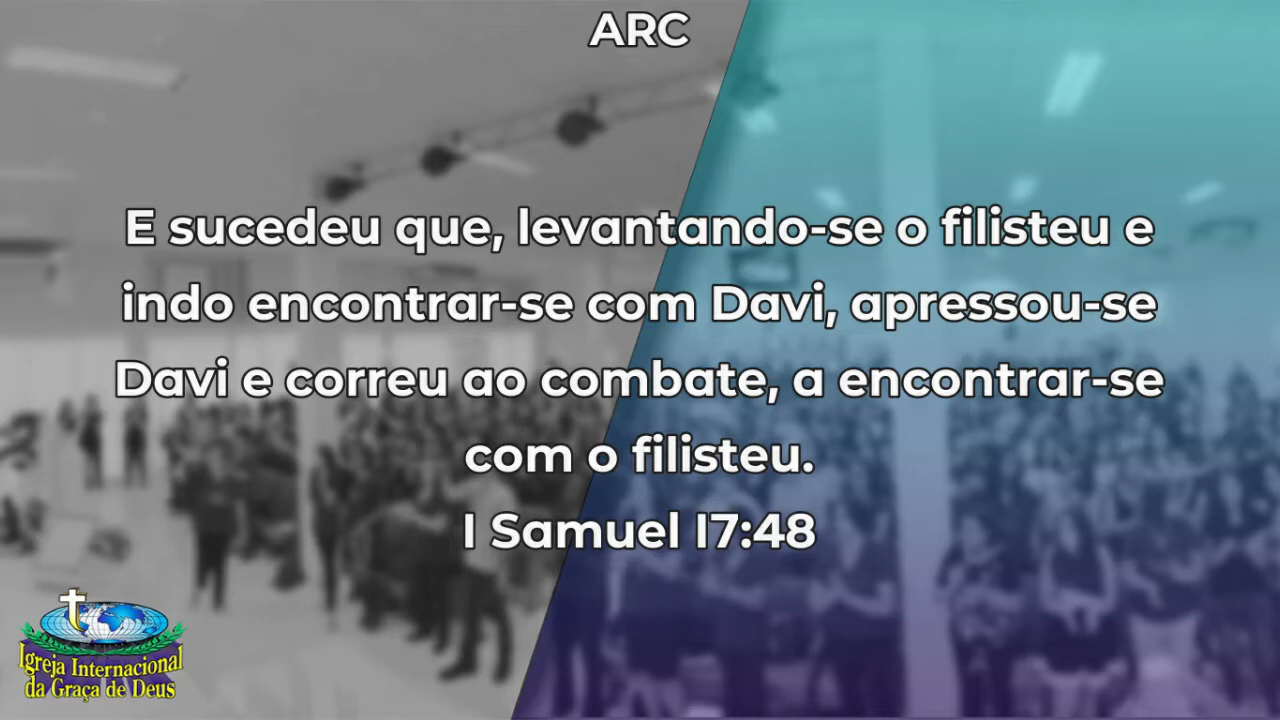 ARC
E sucedeu que, levantando-se o filisteu e
indo encontrar-se com Davi, apressou-se
Davi e correu ao combate, a encontrar-se
com o filisteu.
I Samuel 17:48
Igreja Internacional
da Graça de Deus